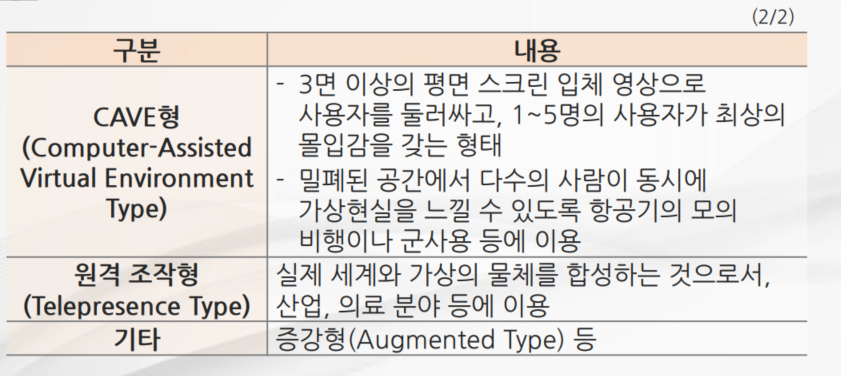 (2/2)
구분 내용
CAVE형
(Computer-Assisted
Virtual Environment
Type)
- 3면 이상의 평면 스크린 입체 영상으로
사용자를 둘러싸고, 1~5명의 사용자가 최상의
몰입감을 갖는 형태
- 밀폐된 공간에서 다수의 사람이 동시에
가상현실을 느낄 수 있도록 항공기의 모의
비행이나 군사용 등에 이용
원격 조작형
(Telepresence Type)
실제 세계와 가상의 물체를 합성하는 것으로서,
산업, 의료 분야 등에 이용
기타 증강형(Augmented Type) 등